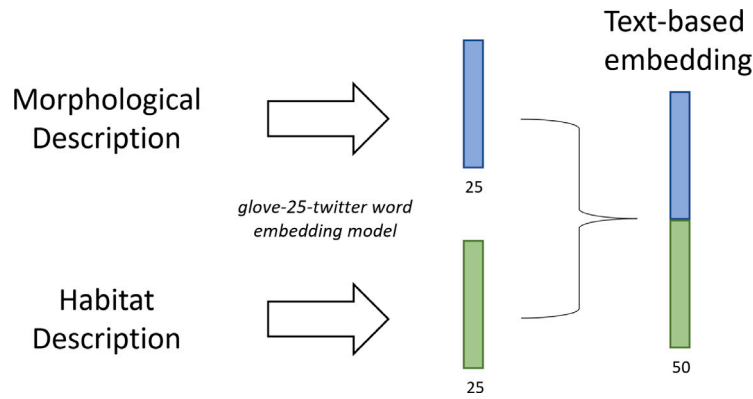 Morphological
Description
25
glove-25-twitter word
embedding model
Habitat
Description
25
Text-based
embedding
50